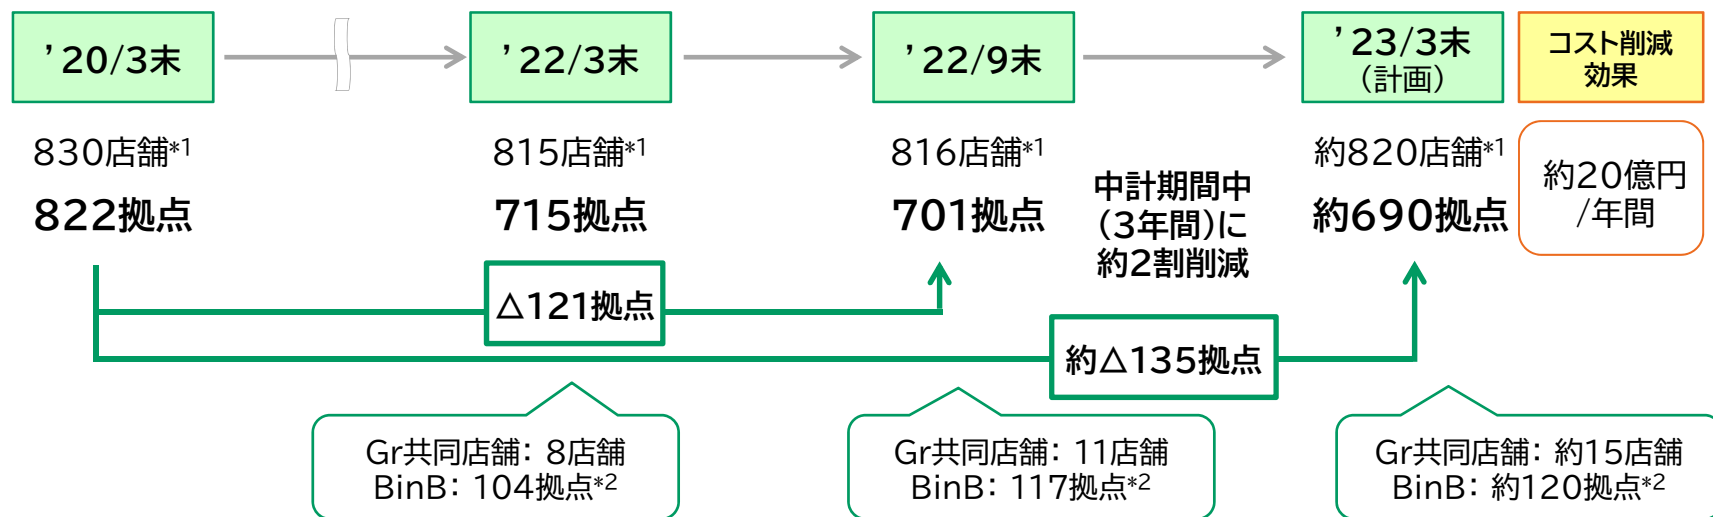 ’20/3末
’22/3末
’22/9末
’23/3末
（計画）
コスト削減
効果
830店舗*1
822拠点
815店舗*1
715拠点
816店舗*1
701拠点
中計期間中
（3年間）に
約2割削減
約820店舗*1
約690拠点
約20億円
/年間
△121拠点
約△135拠点
Gr共同店舗： 8店舗
BinB： 104拠点*2
Gr共同店舗： 11店舗
BinB： 117拠点*2
Gr共同店舗： 約15店舗
BinB： 約120拠点*2